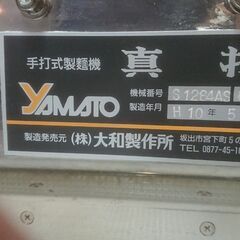 手打式製麵機 真
YAMATO
機械番号 S1264AS
製造年月 H10年5
製造発売元 (株)大和製作所
坂出市宮下町5の
TEL 0877-45-1